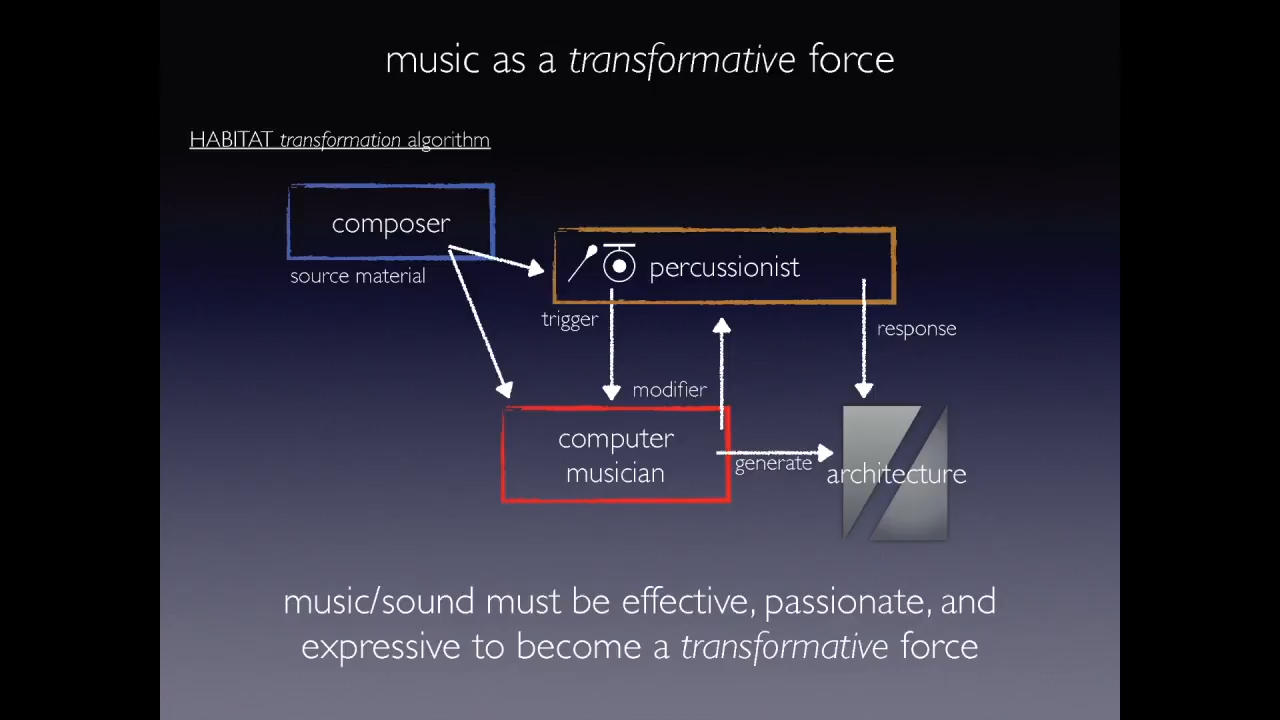 music as a transformative force
HABITAT transformation algorithm
composer
source material
percussionist
trigger
response
modifier
computer
musician
generate
architecture
music/sound must be effective, passionate, and
expressive to become a transformative force